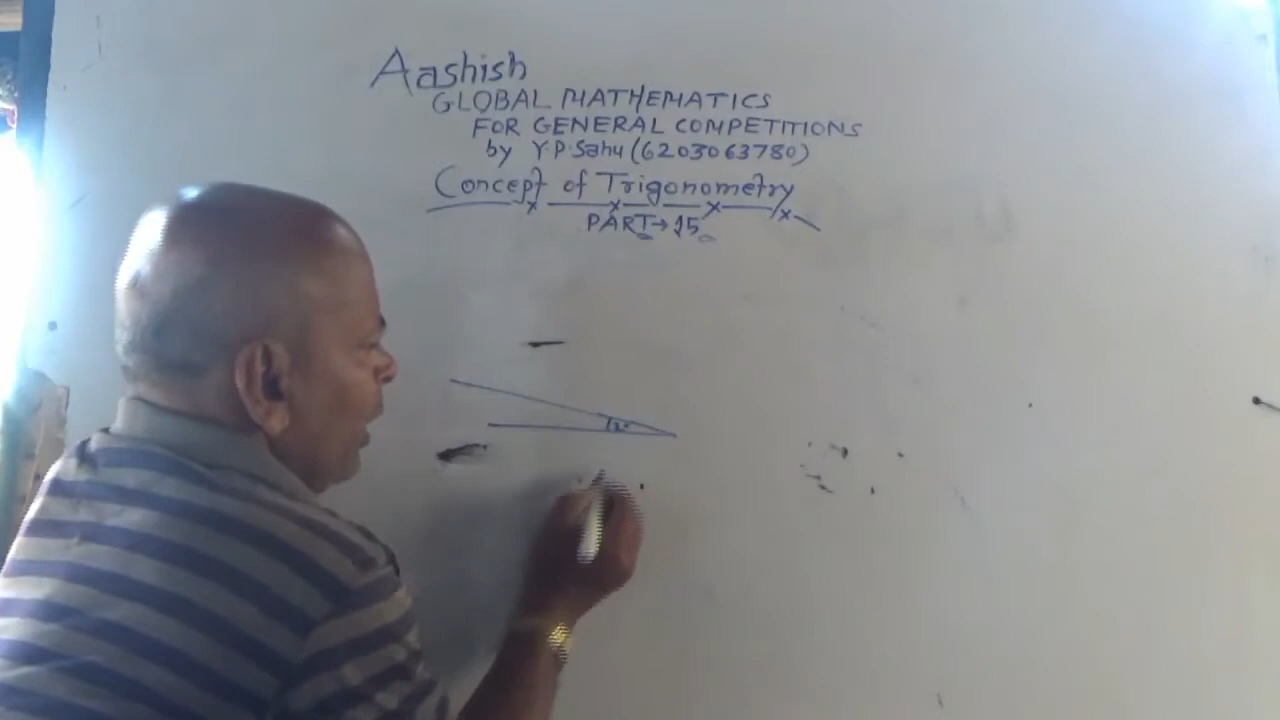 Aashish
GLOBAL MATHEMATICS
FOR GENERAL COMPETITIONS
by Y.P.Sahu (6203063780)
Concept of Trigonometry
PART→15